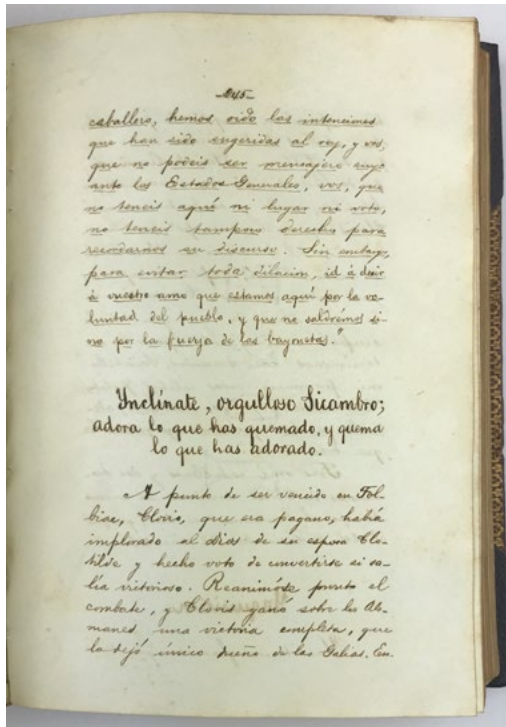 -245-
caballero, hemos oido las intenciones
que han sido sugeridas al rey, y vos,
que no podeis ser mensajero suyo
ante los Estados Generales, vos, que
no teneis aquí ni lugar ni voto,
no teneis tampoco derecho para
recordarnos su discurso. Sin embargo,
para evitar toda dilacion, id á decir
á vuestro amo que estamos aquí por la vo-
luntad del pueblo, y que no saldrémos si-
no por la fuerza de las bayonetas."
Ynclínate, orgulloso Sicambro;
adora lo que has quemado, y quema
lo que has adorado.
A punto de ser vencido en Tol-
biac, Clovis, que era pagano, había
implorado al dios de su esposa Clo-
tilde y hecho voto de convertirse si sa-
lía victorioso. Reanimóse pronto el
combate, y Clovis ganó sobre los Ale-
manes una victoria completa, que
le dejó único dueño de las Galias. En